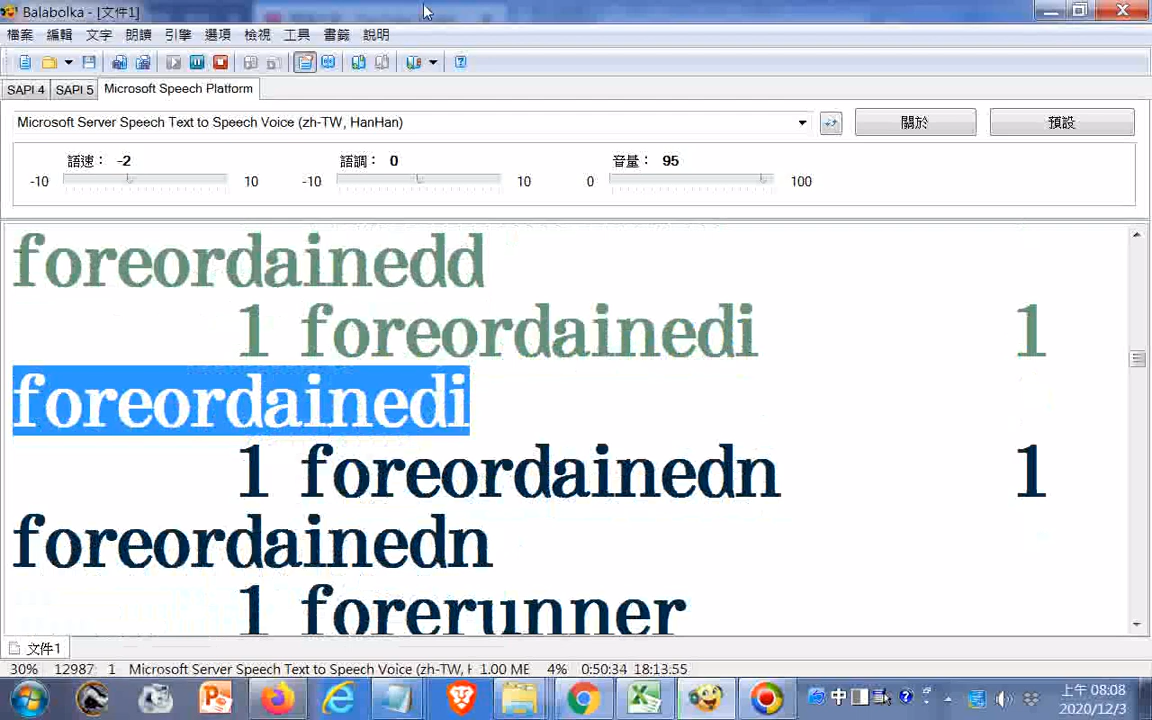 Balabolka - [文件1]
檔案 編輯 文字 朗讀 引擎 選項 檢視 工具 書籤 說明
SAPI 4 SAPI 5 Microsoft Speech Platform
Microsoft Server Speech Text to Speech Voice (zh-TW, HanHan) 關於 預設
語速： -2 語調： 0 音量： 95
-10 10 -10 10 0 100
foreordainedd
1 foreordainedi 1
foreordainedi
1 foreordainedn 1
foreordainedn
1 forerunner
文件1
30% 12987 1 Microsoft Server Speech Text to Speech Voice (zh-TW, H 1.00 ME 4% 0:50:34 18:13:55
中 上午 08:08
2020/12/3